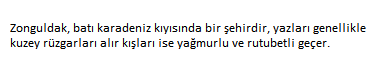 Zonguldak, batı karadeniz kıyısında bir şehirdir, yazları genellikle
kuzey rüzgarları alır kışları ise yağmurlu ve rutubetli geçer.